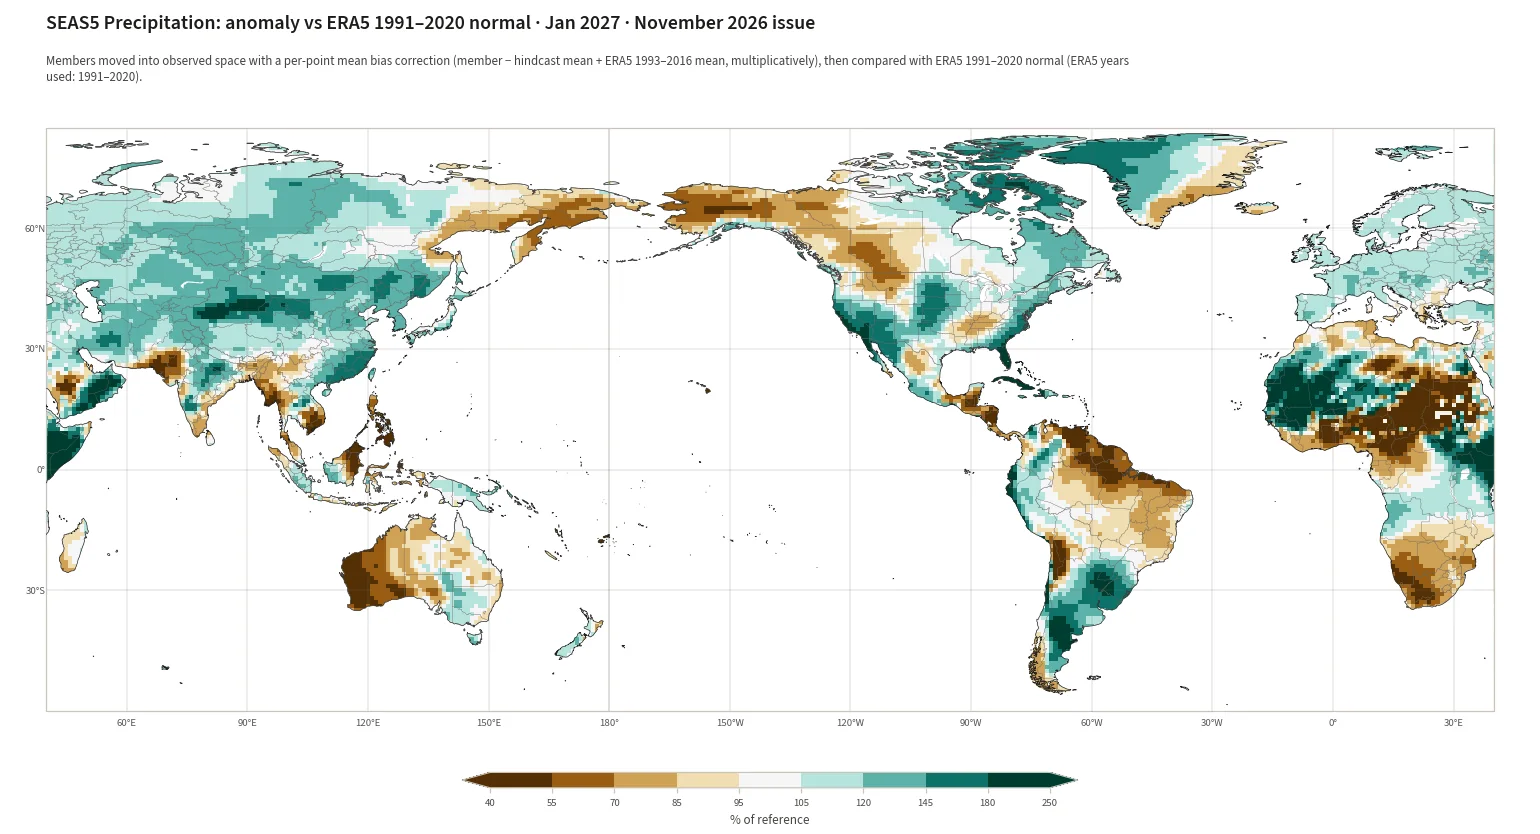 SEAS5 Precipitation: anomaly vs ERA5 1991–2020 normal · Jan 2027 · November 2026 issue
Members moved into observed space with a per-point mean bias correction (member − hindcast mean + ERA5 1993–2016 mean, multiplicatively), then compared with ERA5 1991–2020 normal (ERA5 years
used: 1991–2020).
60°N
30°N
0°
30°S
60°E 90°E 120°E 150°E 180° 150°W 120°W 90°W 60°W 30°W 0° 30°E
40 55 70 85 95 105 120 145 180 250
% of reference